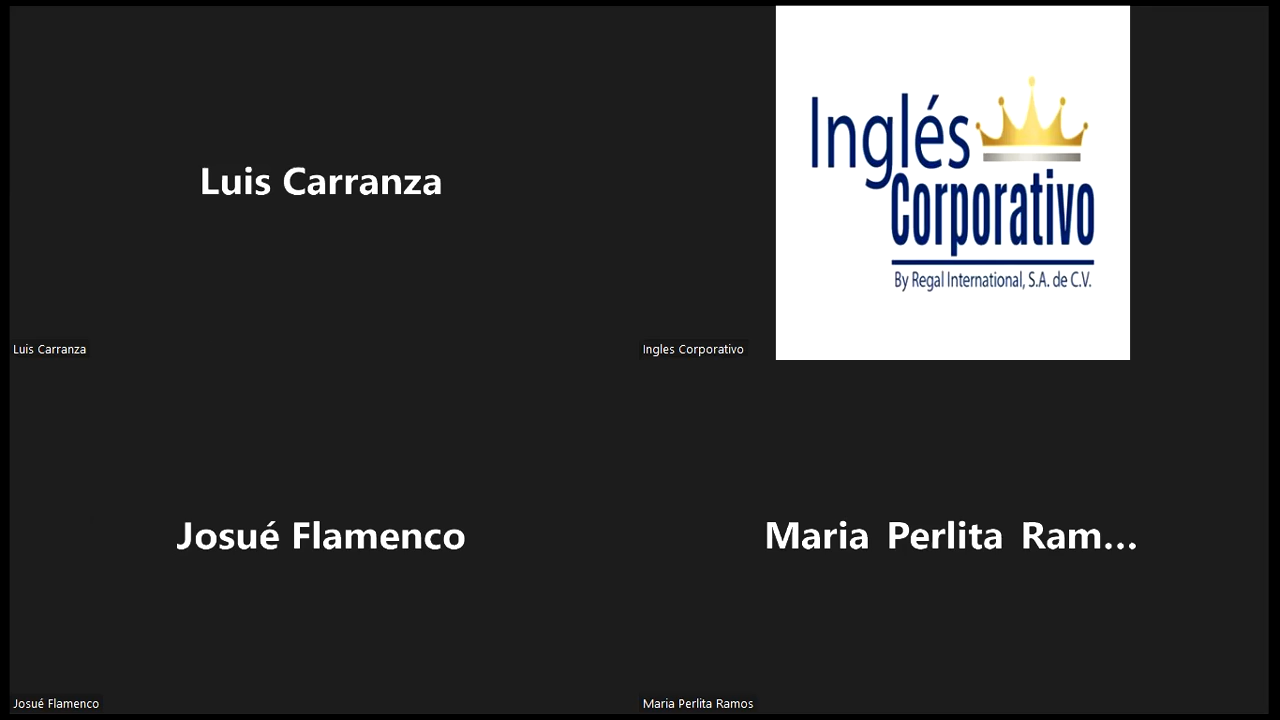 Luis Carranza
Luis Carranza
Inglés
Corporativo
By Regal International, S.A. de C.V.
Ingles Corporativo
Josué Flamenco
Josué Flamenco
Maria Perlita Ram...
Maria Perlita Ramos